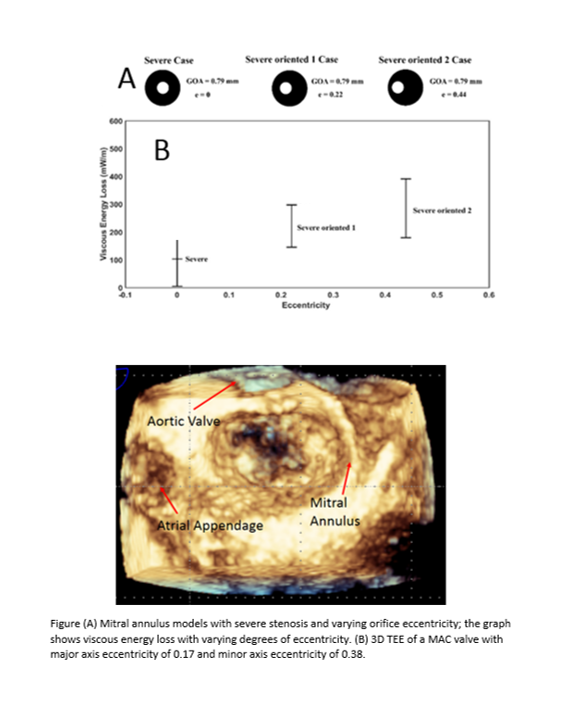 Severe Case Severe oriented 1 Case Severe oriented 2 Case
A
GOA = 0.79 mm GOA = 0.79 mm GOA = 0.79 mm
e = 0 e = 0.22 e = 0.44
B
Viscous Energy Loss (mW/m)
600
500
400
300
200
100
0
Severe oriented 2
Severe oriented 1
Severe
-0.1 0 0.1 0.2 0.3 0.4 0.5 0.6
Eccentricity
Aortic Valve
Mitral
Annulus
Atrial Appendage
Figure (A) Mitral annulus models with severe stenosis and varying orifice eccentricity; the graph
shows viscous energy loss with varying degrees of eccentricity. (B) 3D TEE of a MAC valve with
major axis eccentricity of 0.17 and minor axis eccentricity of 0.38.